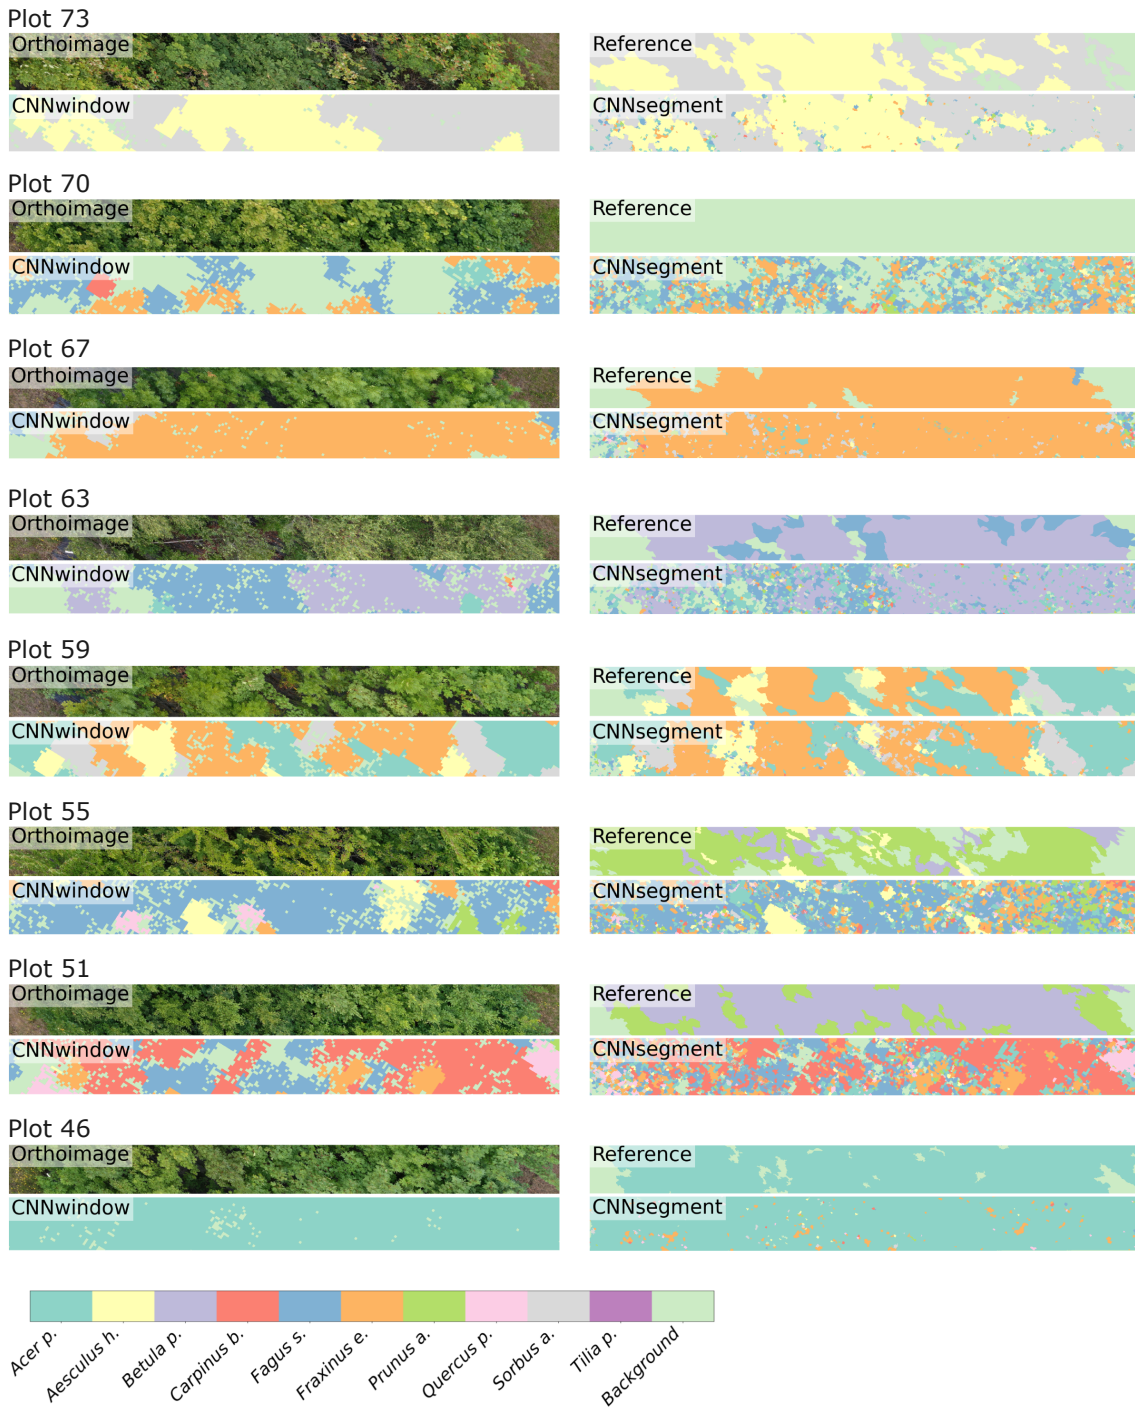 Plot 73
Orthoimage
Reference
CNNwindow
CNNsegment
Plot 70
Orthoimage
Reference
CNNwindow
CNNsegment
Plot 67
Orthoimage
Reference
CNNwindow
CNNsegment
Plot 63
Orthoimage
Reference
CNNwindow
CNNsegment
Plot 59
Orthoimage
Reference
CNNwindow
CNNsegment
Plot 55
Orthoimage
Reference
CNNwindow
CNNsegment
Plot 51
Orthoimage
Reference
CNNwindow
CNNsegment
Plot 46
Orthoimage
Reference
CNNwindow
CNNsegment
Acer p.
Aesculus h.
Betula p.
Carpinus b.
Fagus s.
Fraxinus e.
Prunus a.
Quercus p.
Sorbus a.
Tilia p.
Background